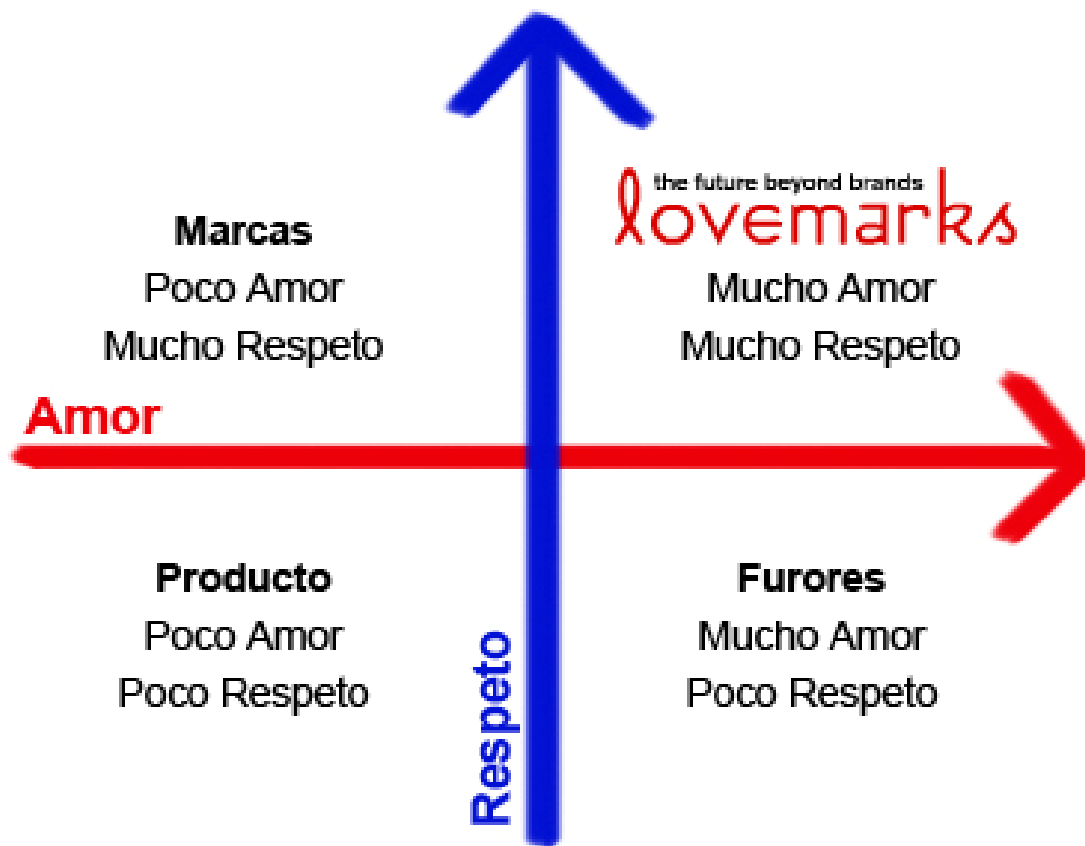 the future beyond brands
lovemarks
Marcas
Poco Amor
Mucho Respeto
Mucho Amor
Mucho Respeto
Amor
Producto
Poco Amor
Poco Respeto
Furores
Mucho Amor
Poco Respeto
Respeto